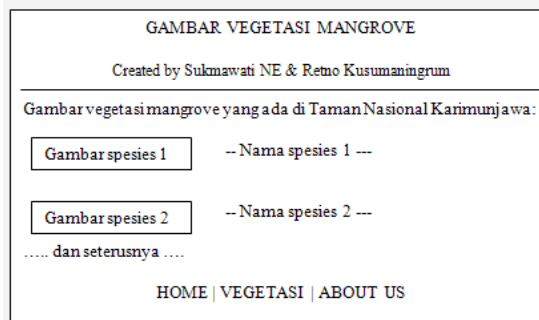 GAMBAR VEGETASI MANGROVE
Created by Sukmawati NE & Retno Kusumaningrum
Gambar vegetasi mangrove yang ada di Taman Nasional Karimunjawa:
Gambar spesies 1 -- Nama spesies 1 ---
Gambar spesies 2 -- Nama spesies 2 ---
..... dan seterusnya ....
HOME | VEGETASI | ABOUT US